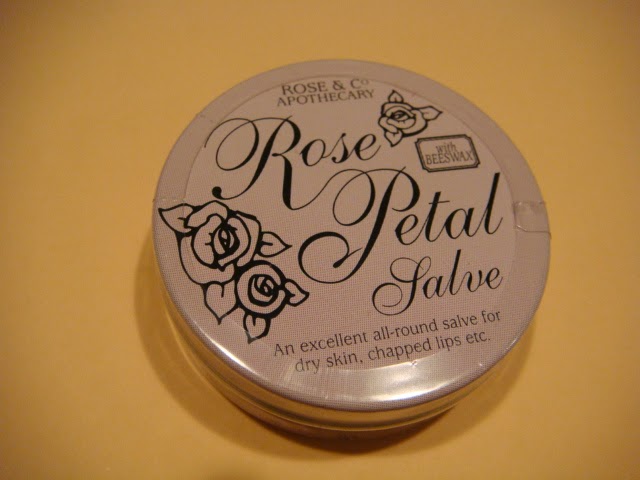 ROSE & Co
APOTHECARY
Rose
with
BEESWAX
Petal
Salve
An excellent all-round salve for
dry skin, chapped lips etc.